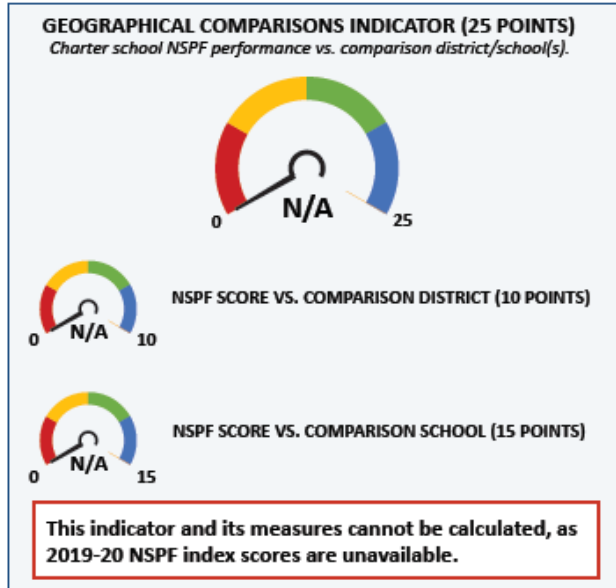 GEOGRAPHICAL COMPARISONS INDICATOR (25 POINTS)
Charter school NSPF performance vs. comparison district/school(s).
N/A
0
25
NSPF SCORE VS. COMPARISON DISTRICT (10 POINTS)
N/A
0
10
NSPF SCORE VS. COMPARISON SCHOOL (15 POINTS)
N/A
0
15
This indicator and its measures cannot be calculated, as
2019-20 NSPF index scores are unavailable.